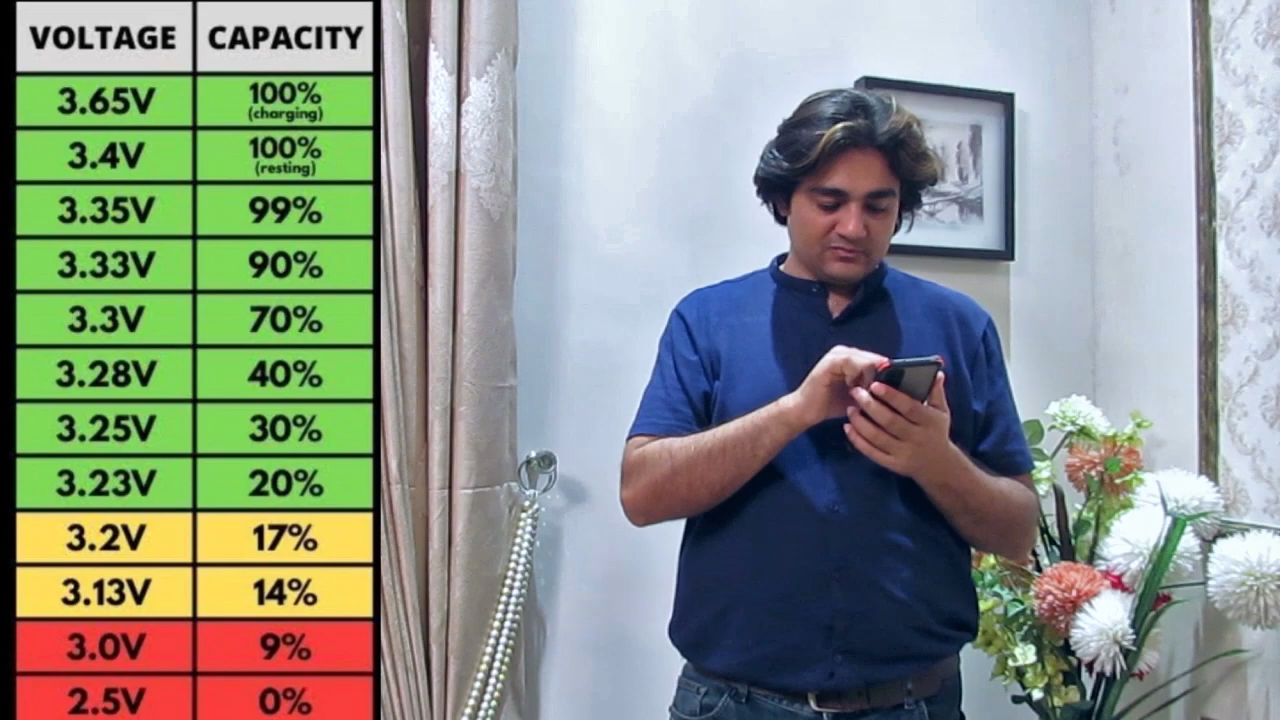 VOLTAGE CAPACITY
3.65V 100%
(charging)
3.4V 100%
(resting)
3.35V 99%
3.33V 90%
3.3V 70%
3.28V 40%
3.25V 30%
3.23V 20%
3.2V 17%
3.13V 14%
3.0V 9%
2.5V 0%